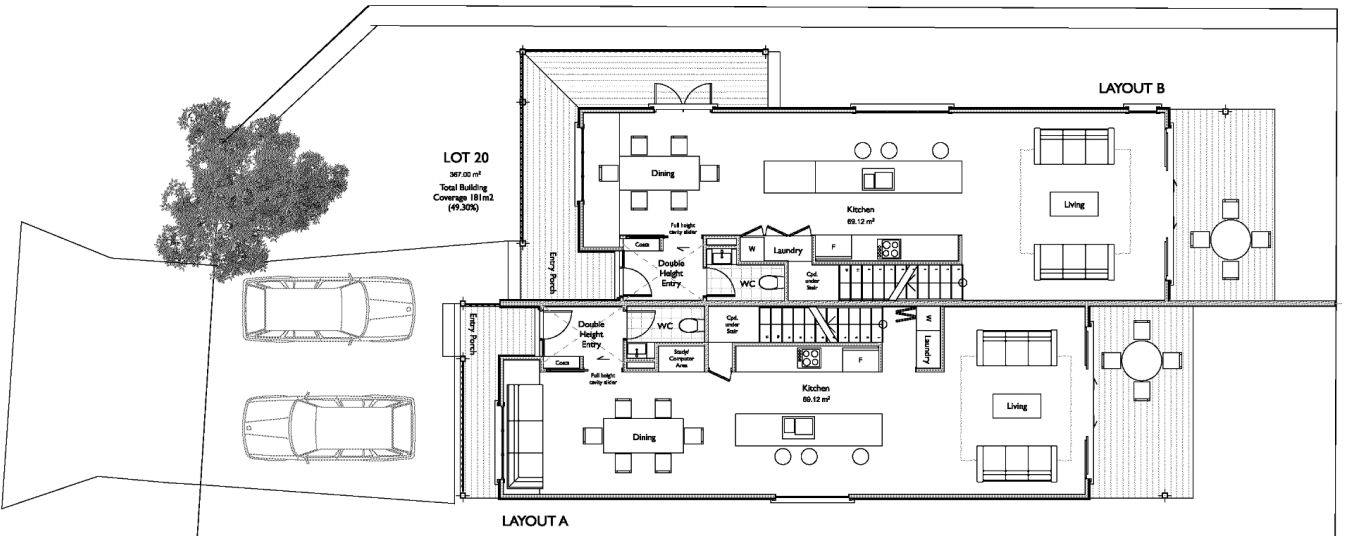 LAYOUT B
LOT 20
367.00 m²
Total Building
Coverage 181m2
(49.30%)
Dining
Kitchen
69.12 m²
Living
Full height
cavity slider
Coats
W
Laundry
F
Entry Porch
Double
Height
Entry
WC
Cpd.
under
Stair
Entry Porch
Double
Height
Entry
WC
Cpd.
under
Stair
W
Laundry
Coats
Study/
Computer
Area
F
Full height
cavity slider
Kitchen
69.12 m²
Living
Dining
LAYOUT A